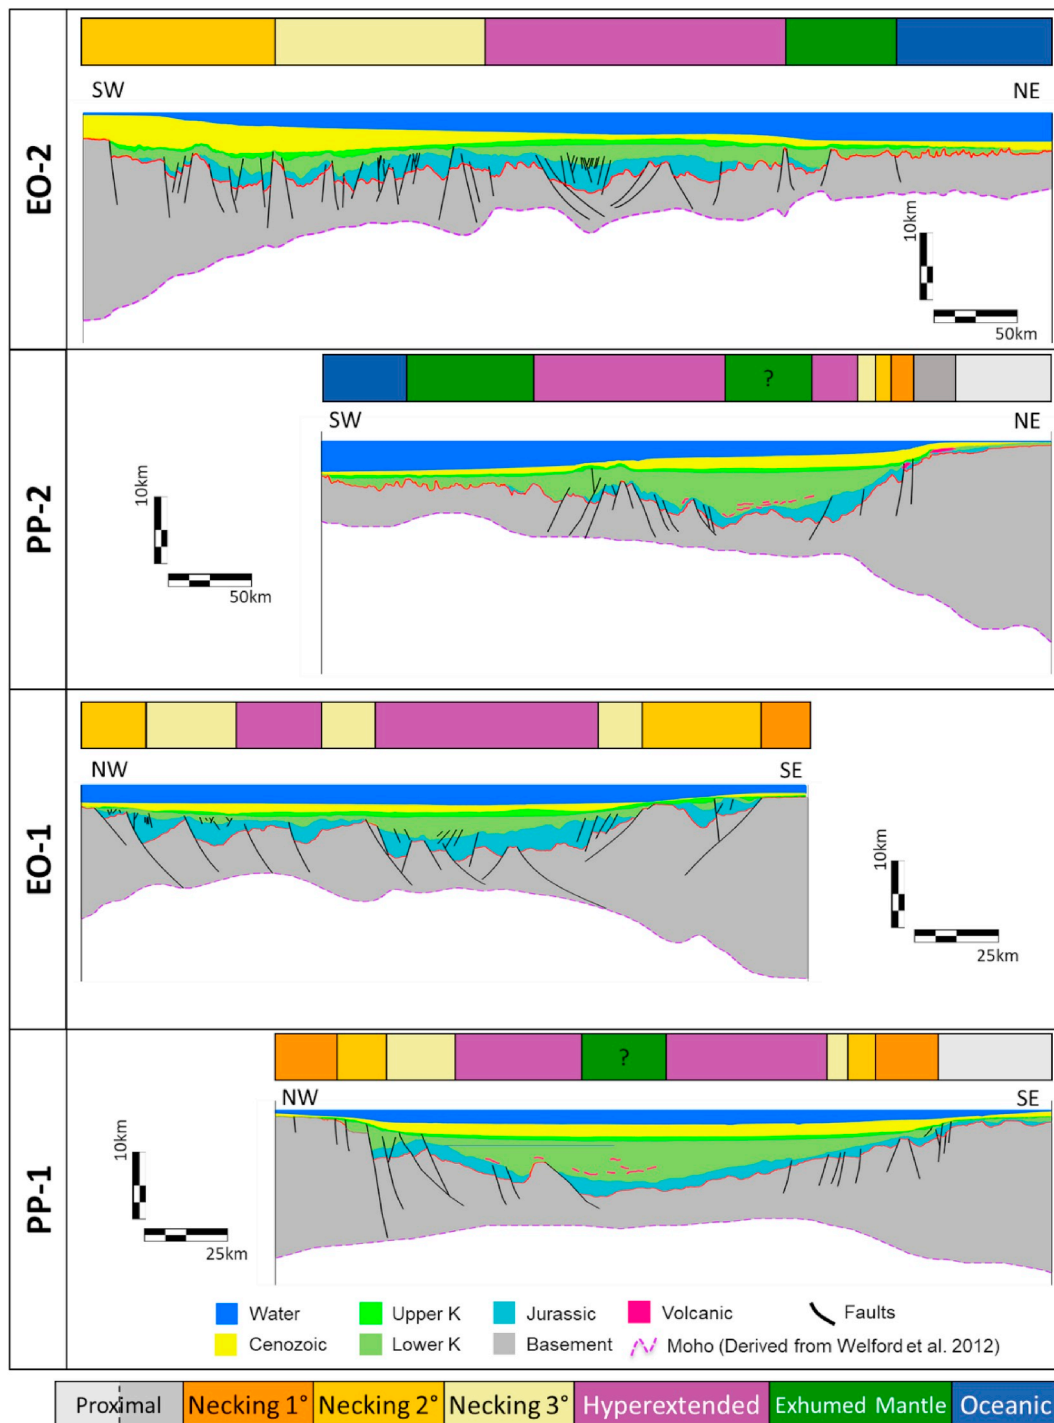 EO-2
SW NE
10km
50km
PP-2
?
SW NE
10km
50km
EO-1
NW SE
10km
25km
PP-1
?
NW SE
10km
25km
Water Upper K Jurassic Volcanic Faults
Cenozoic Lower K Basement Moho (Derived from Welford et al. 2012)
Proximal Necking 1° Necking 2° Necking 3° Hyperextended Exhumed Mantle Oceanic